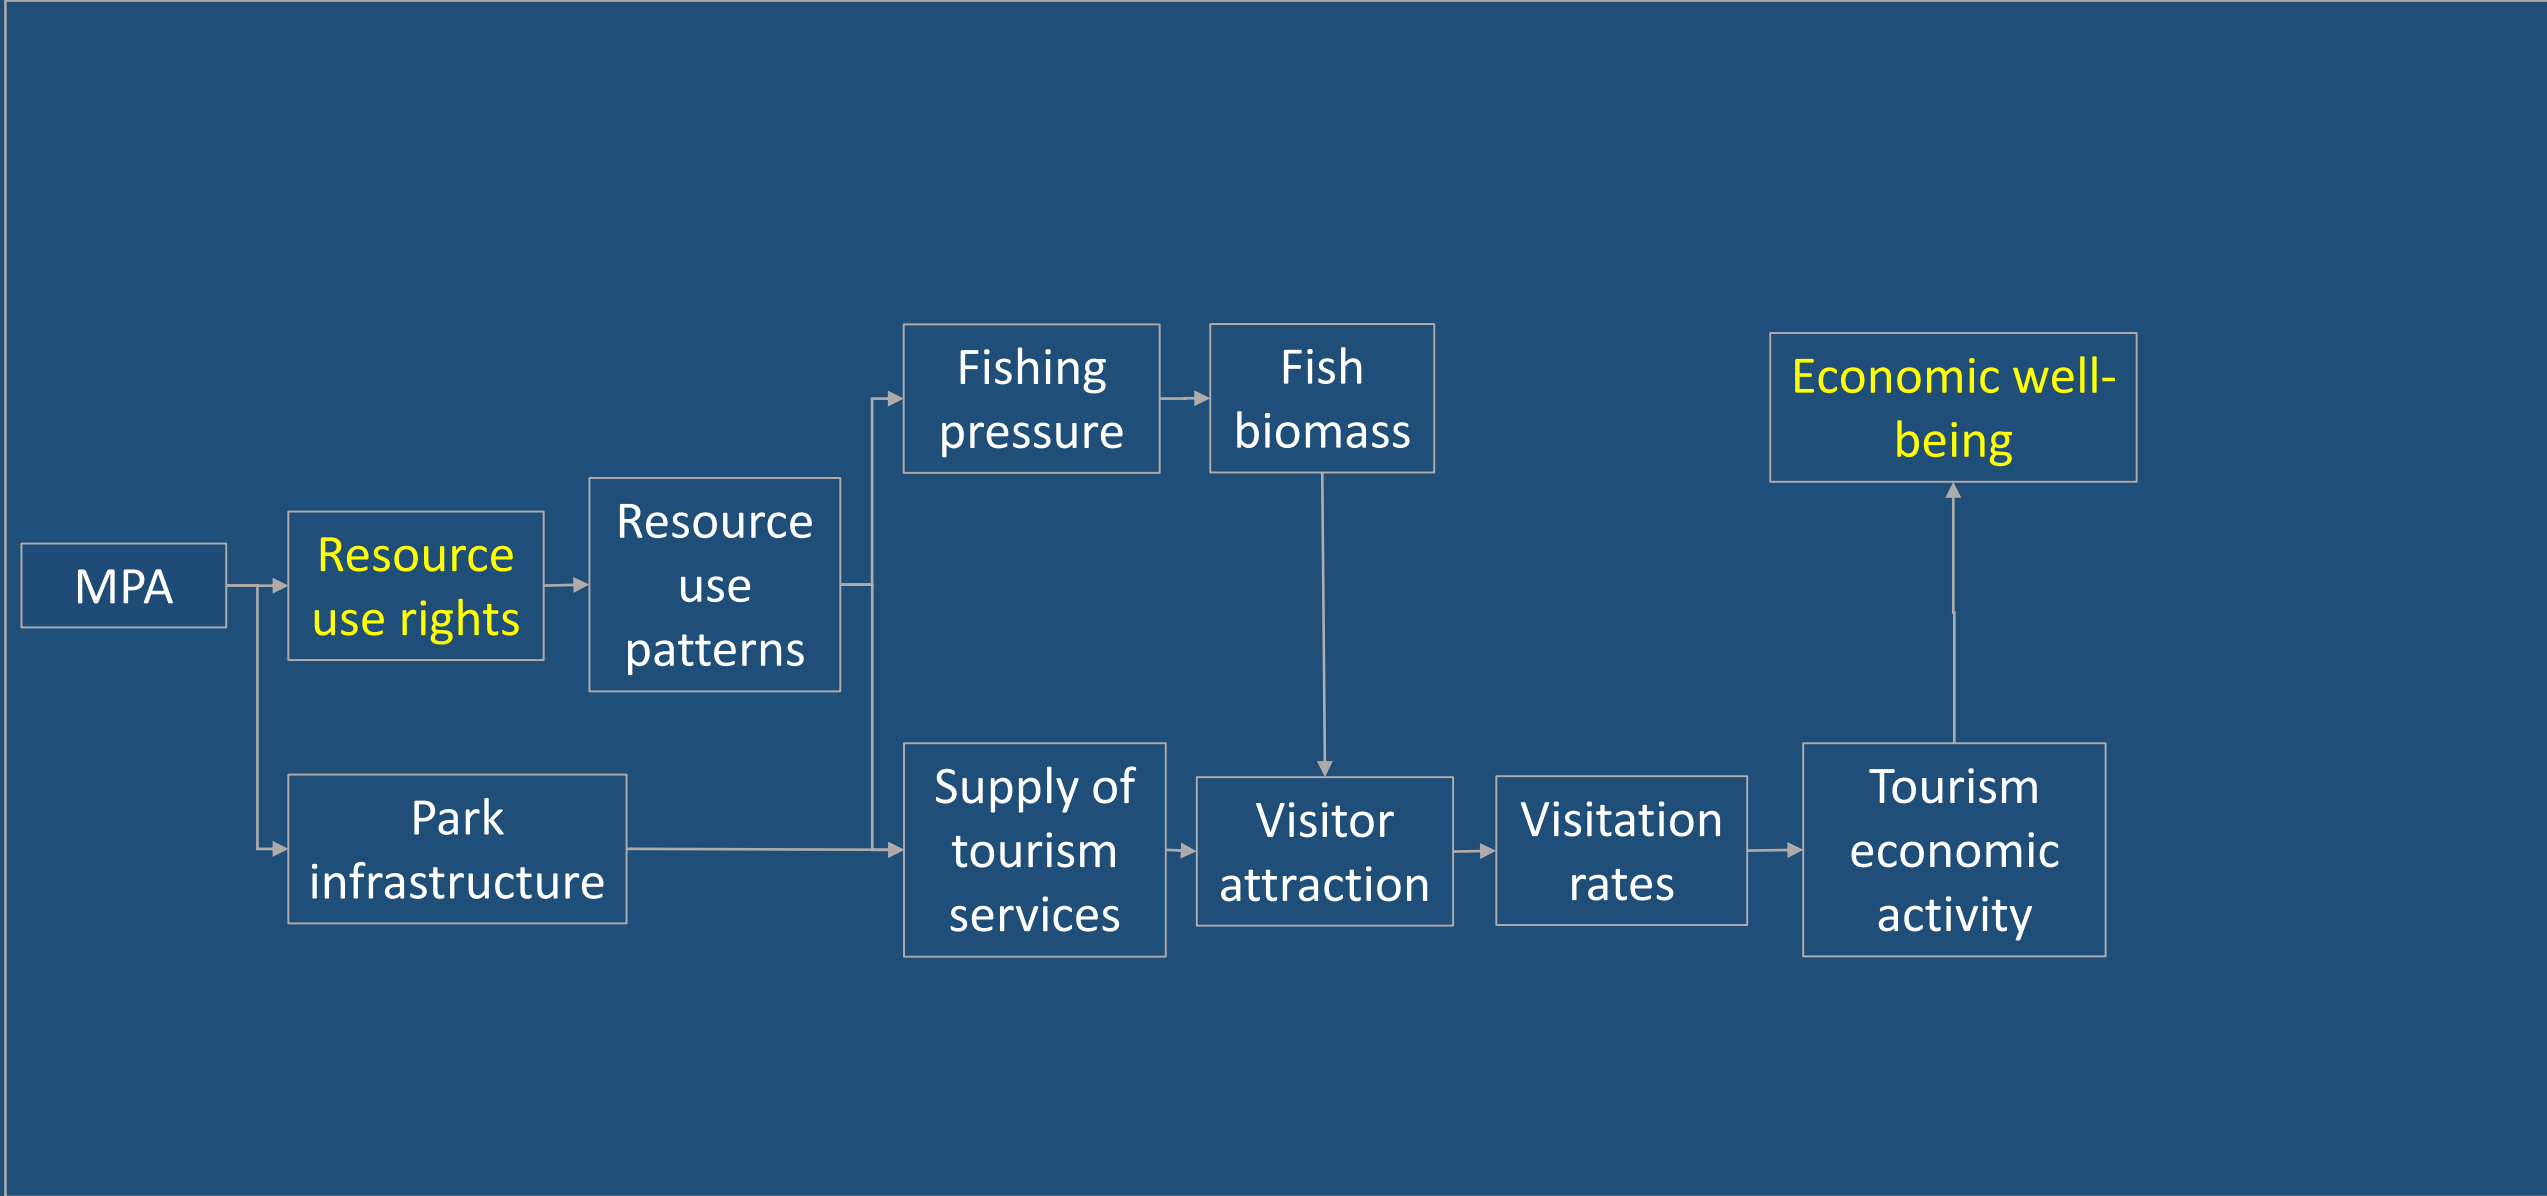 MPA
Resource
use rights
Park
infrastructure
Resource
use
patterns
Fishing
pressure
Fish
biomass
Supply of
tourism
services
Visitor
attraction
Visitation
rates
Tourism
economic
activity
Economic well-
being